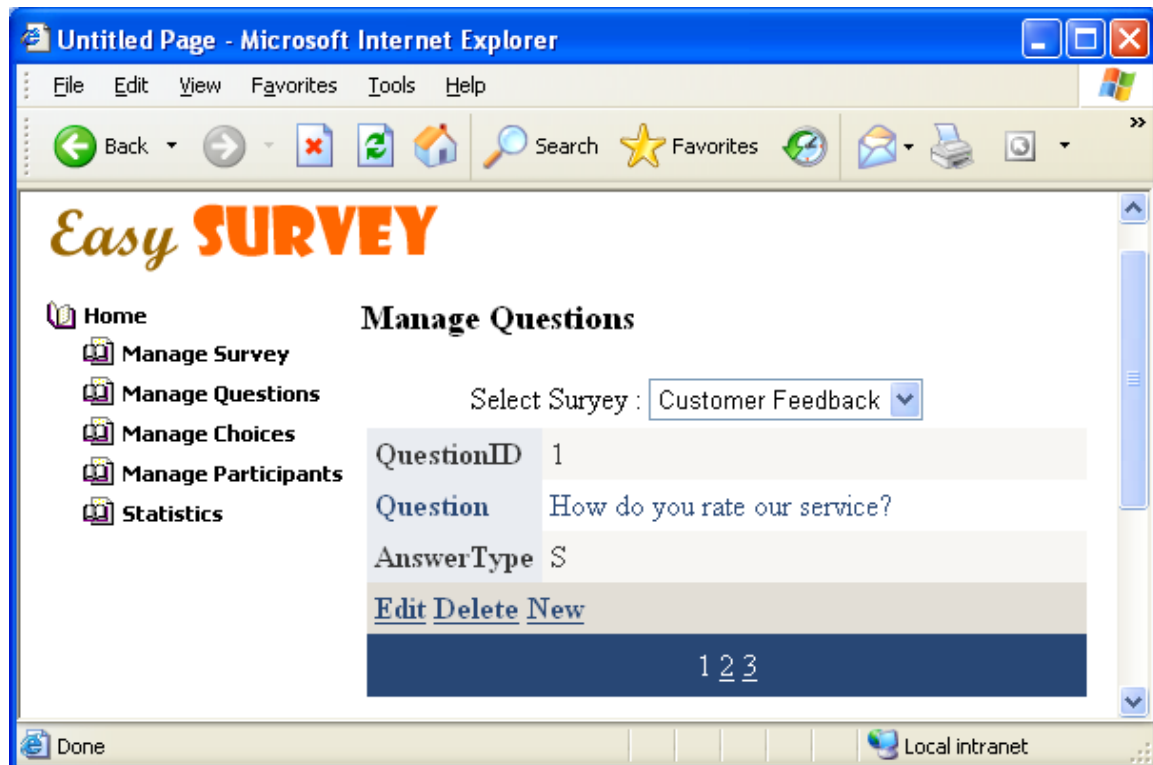 Untitled Page - Microsoft Internet Explorer
File Edit View Favorites Tools Help
Back Search Favorites »
Easy SURVEY
Home
Manage Survey
Manage Questions
Manage Choices
Manage Participants
Statistics
Manage Questions
Select Suryey : Customer Feedback
QuestionID 1
Question How do you rate our service?
AnswerType S
Edit Delete New
1 2 3
Done Local intranet